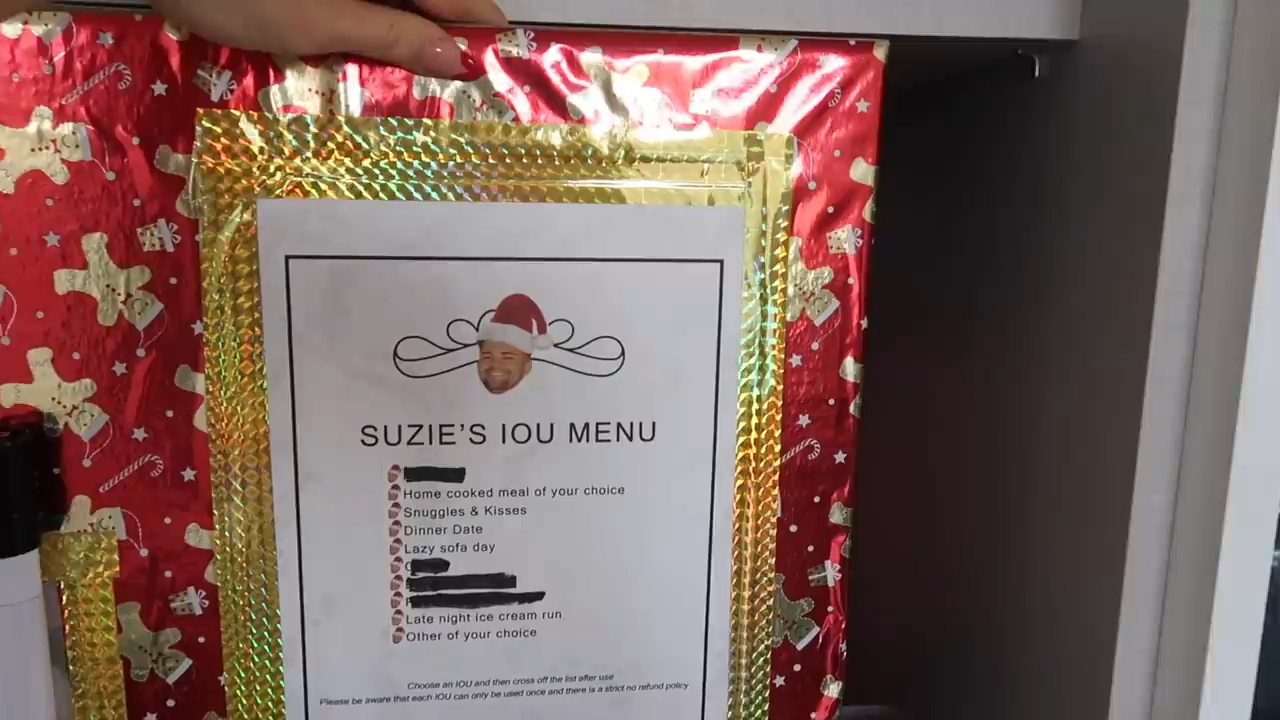 SUZIE'S IOU MENU
Home cooked meal of your choice
Snuggles & Kisses
Dinner Date
Lazy sofa day
Late night ice cream run
Other of your choice
Choose an IOU and then cross off the list after use
Please be aware that each IOU can only be used once and there is a strict no refund policy